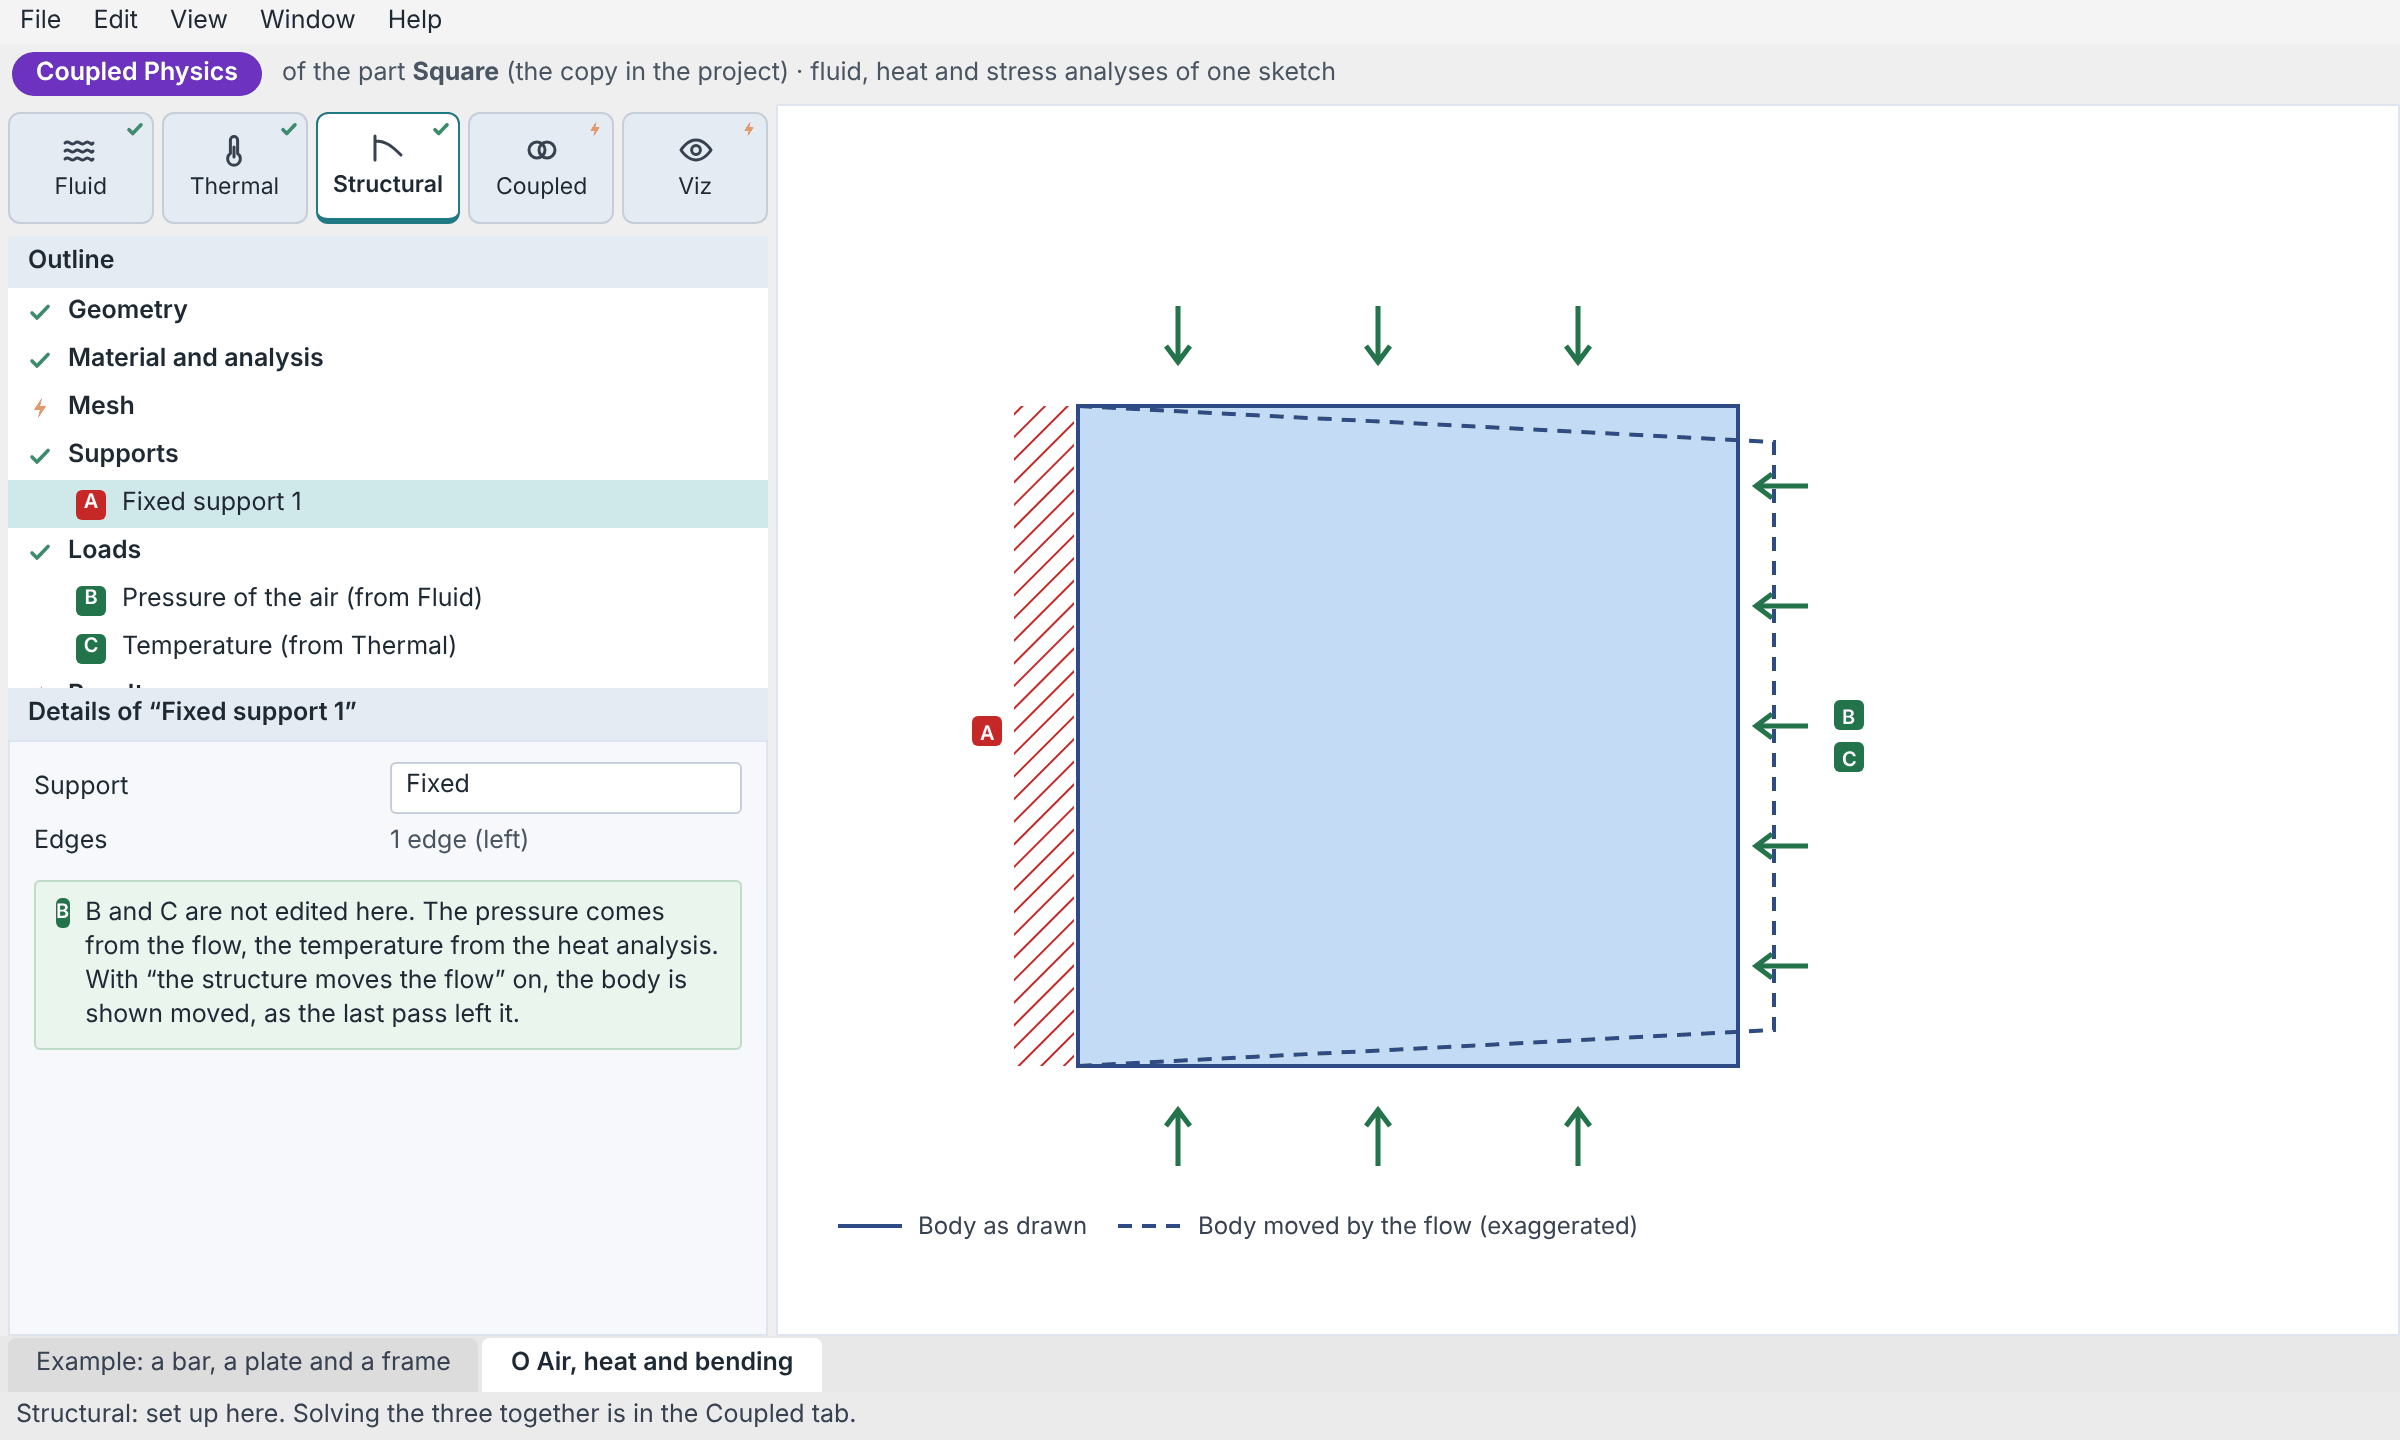 File Edit View Window Help
Coupled Physics of the part Square (the copy in the project) · fluid, heat and stress analyses of one sketch
Fluid Thermal Structural Coupled Viz
Outline
Geometry
Material and analysis
Mesh
Supports
A Fixed support 1
Loads
B Pressure of the air (from Fluid)
C Temperature (from Thermal)
Details of “Fixed support 1”
Support Fixed
Edges 1 edge (left)
B B and C are not edited here. The pressure comes
from the flow, the temperature from the heat analysis.
With “the structure moves the flow” on, the body is
shown moved, as the last pass left it.
A
B
C
Body as drawn Body moved by the flow (exaggerated)
Example: a bar, a plate and a frame O Air, heat and bending
Structural: set up here. Solving the three together is in the Coupled tab.